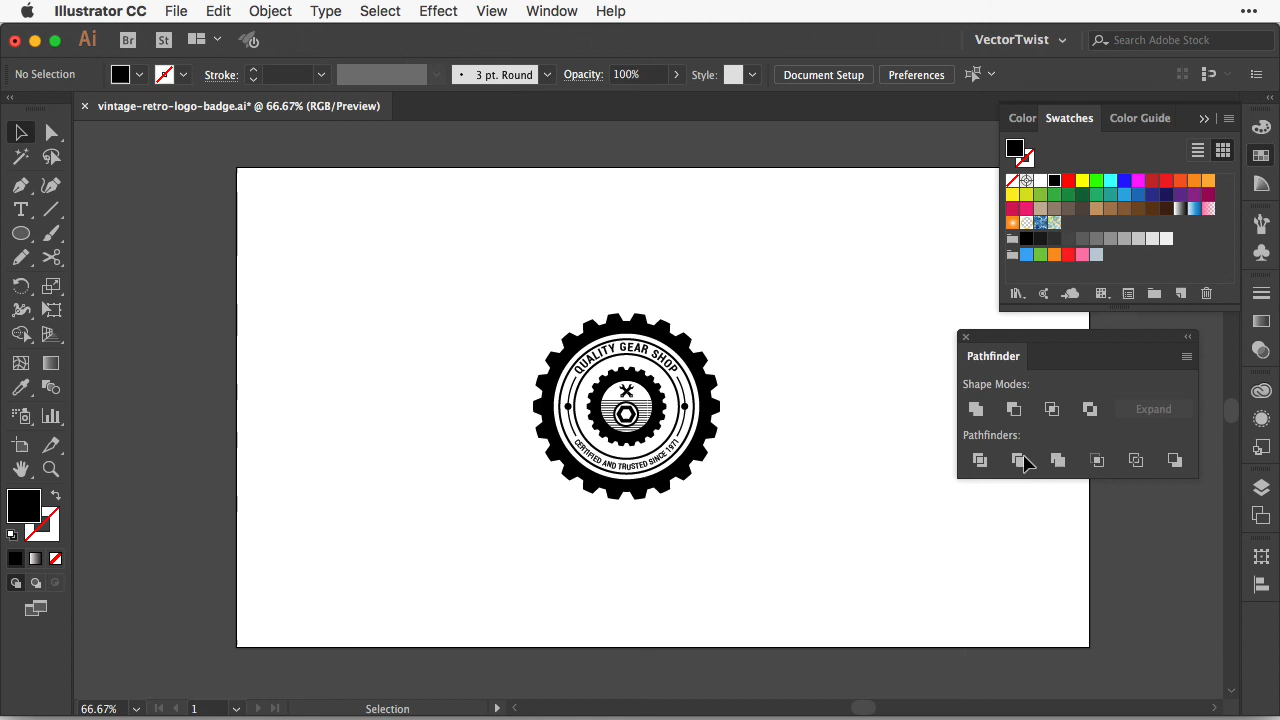 Illustrator CC File Edit Object Type Select Effect View Window Help
Ai Br St VectorTwist Search Adobe Stock
No Selection Stroke: 3 pt. Round Opacity: 100% Style: Document Setup Preferences
× vintage-retro-logo-badge.ai* @ 66.67% (RGB/Preview)
Color Swatches Color Guide
QUALITY GEAR SHOP
CERTIFIED AND TRUSTED SINCE 1971
Pathfinder
Shape Modes:
Expand
Pathfinders:
66.67% 1 Selection